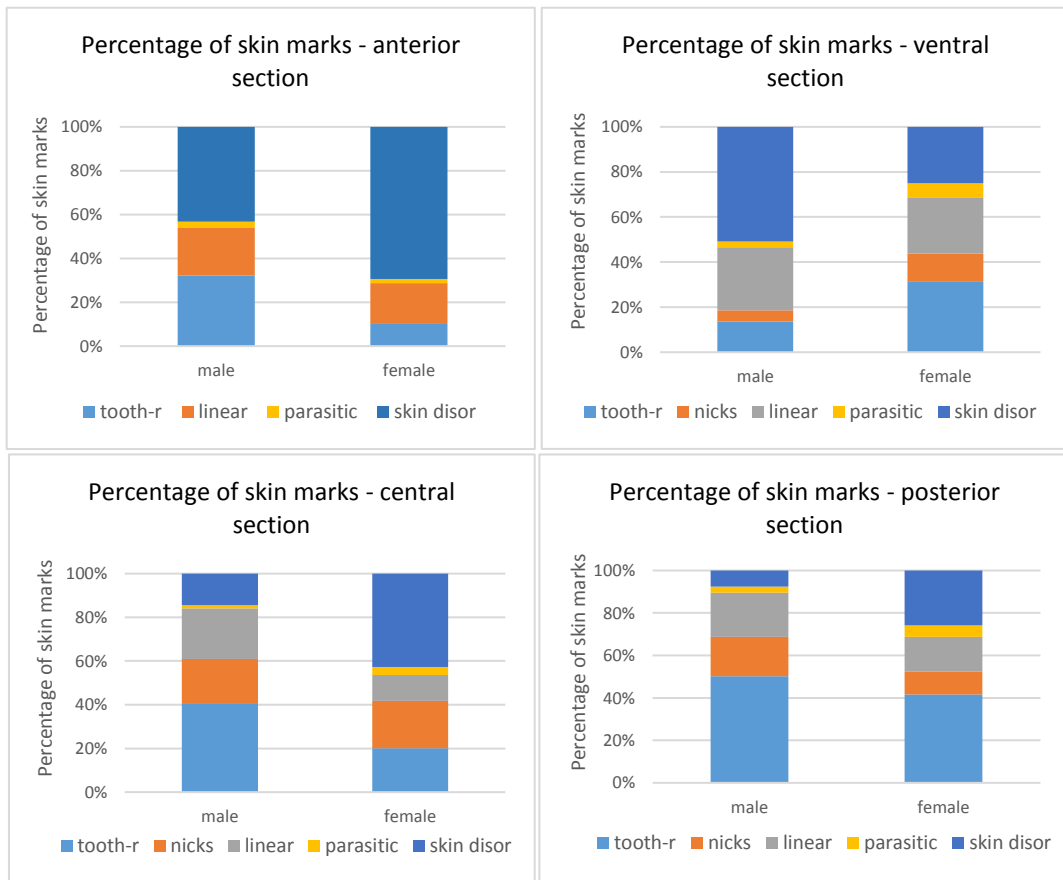 Percentage of skin marks - anterior
section
Percentage of skin marks
100%
80%
60%
40%
20%
0%
male female
tooth-r linear parasitic skin disor
Percentage of skin marks - ventral
section
Percentage of skin marks
100%
80%
60%
40%
20%
0%
male female
tooth-r nicks linear parasitic skin disor
Percentage of skin marks - central
section
Percentage of skin marks
100%
80%
60%
40%
20%
0%
male female
tooth-r nicks linear parasitic skin disor
Percentage of skin marks - posterior
section
Percentage of skin marks
100%
80%
60%
40%
20%
0%
male female
tooth-r nicks linear parasitic skin disor